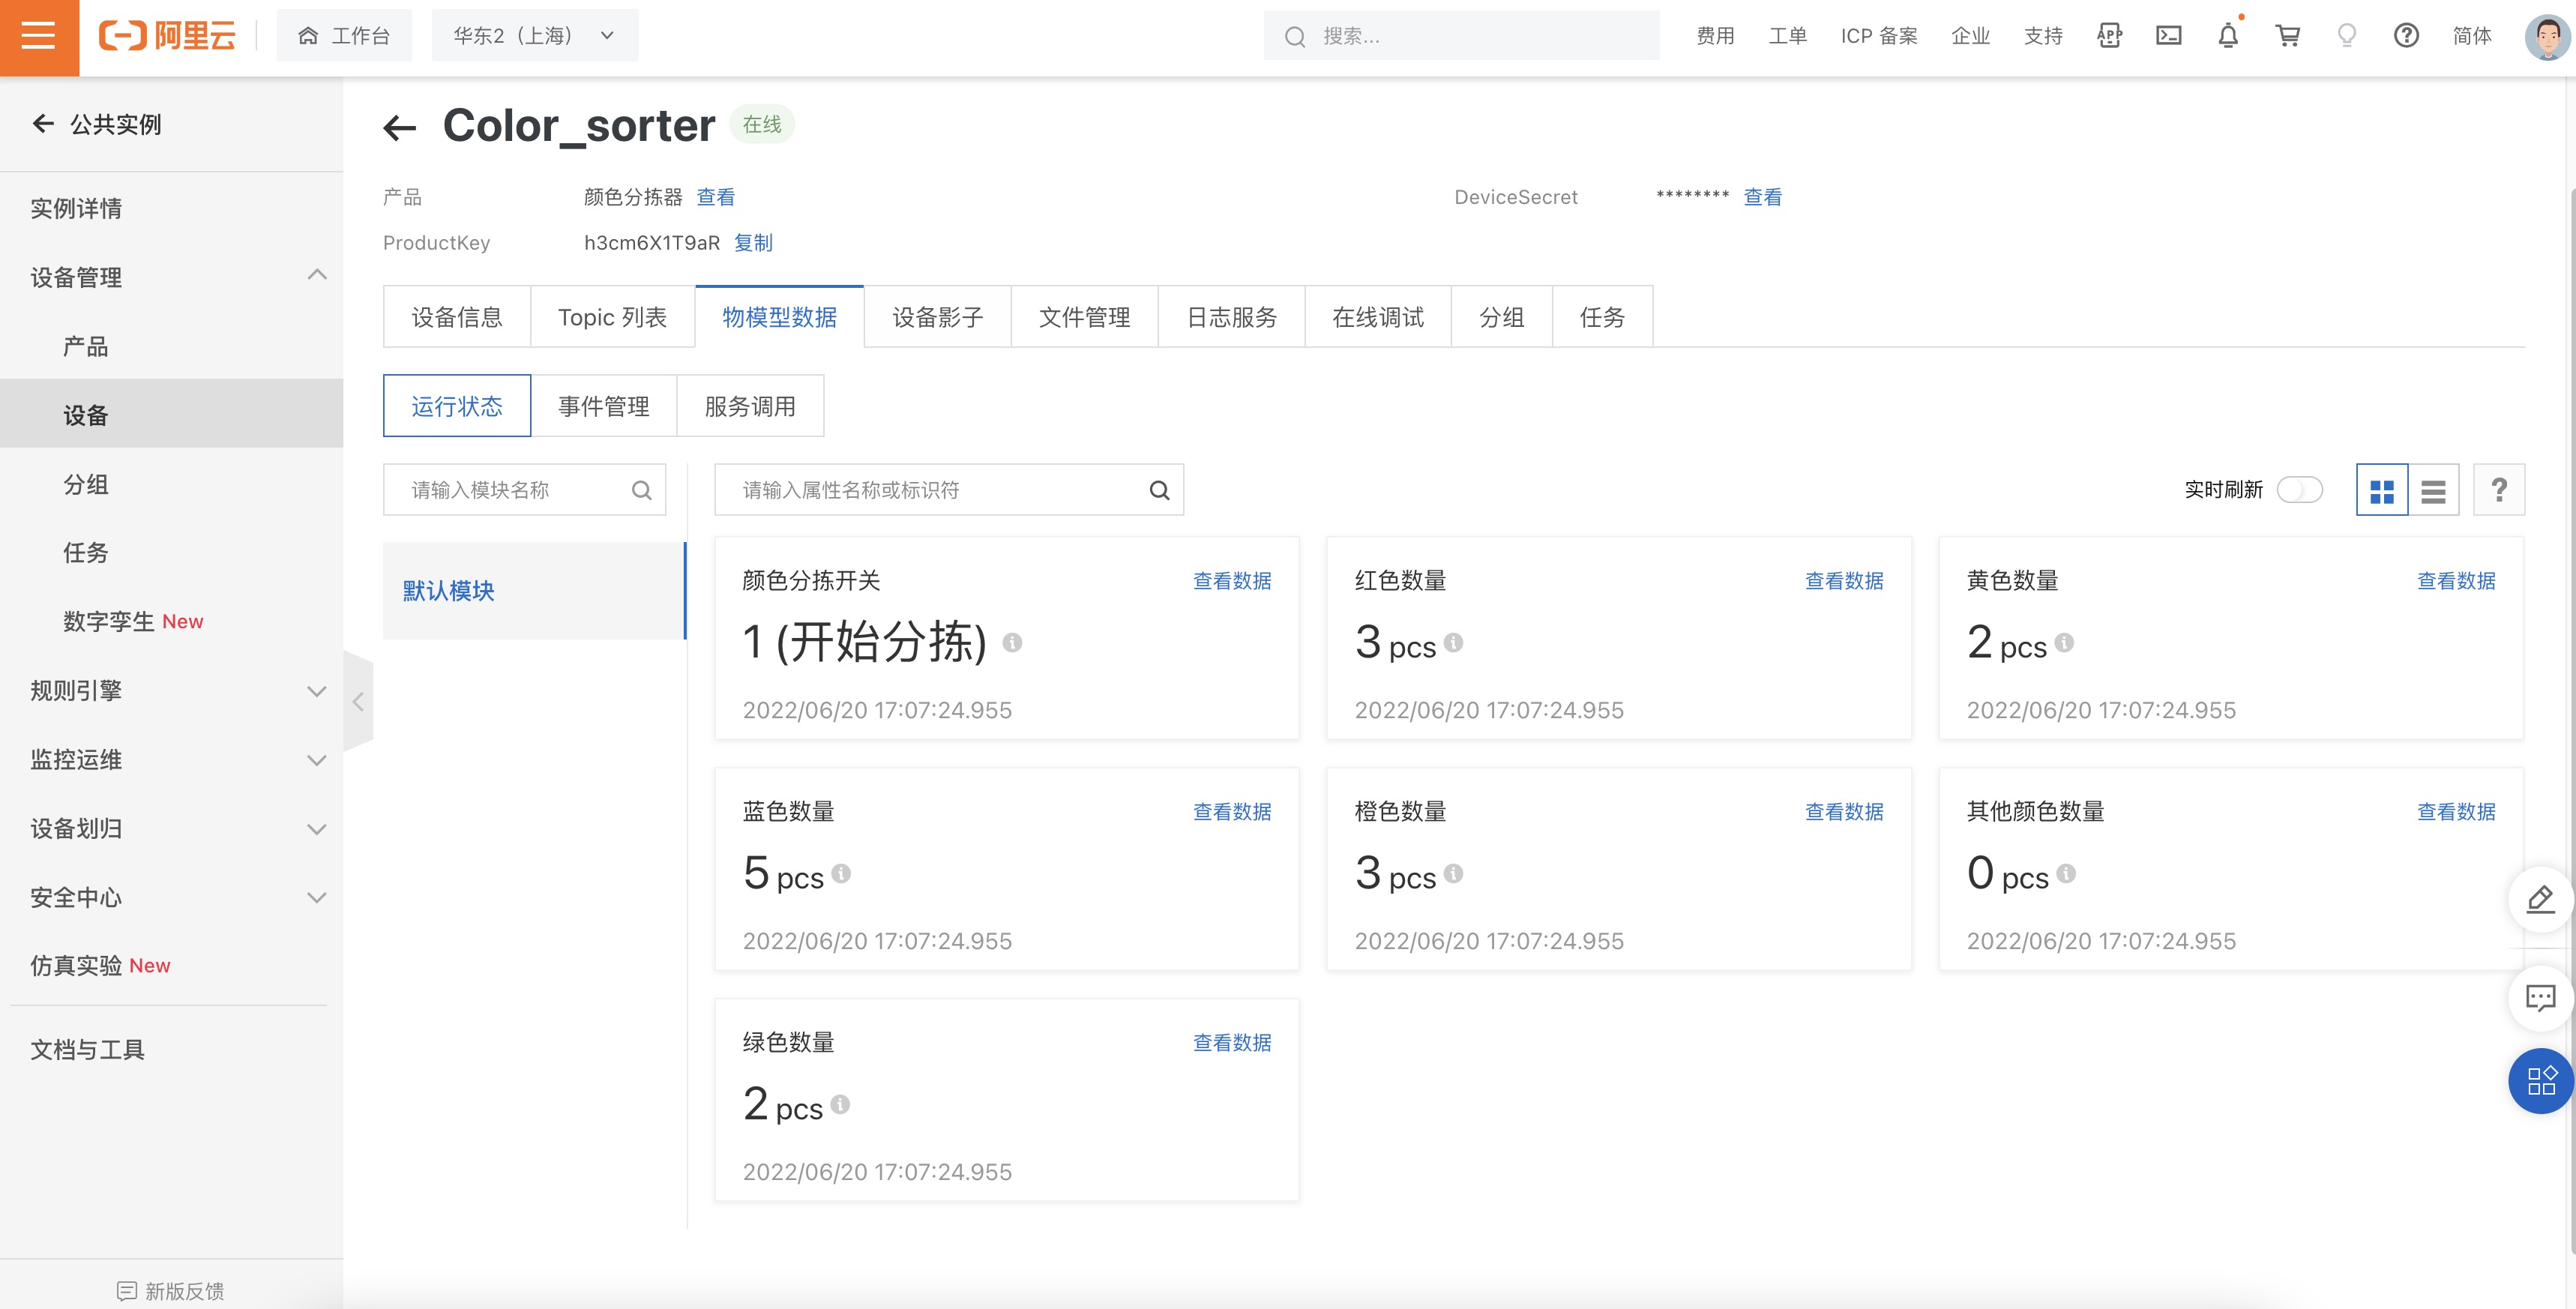 阿里云 工作台 华东2（上海） 搜索... 费用 工单 ICP 备案 企业 支持 APP 简体
公共实例
实例详情
设备管理
产品
设备
分组
任务
数字孪生 New
规则引擎
监控运维
设备划归
安全中心
仿真实验 New
文档与工具
新版反馈
Color_sorter 在线
产品 颜色分拣器 查看 DeviceSecret ******** 查看
ProductKey h3cm6X1T9aR 复制
设备信息 Topic 列表 物模型数据 设备影子 文件管理 日志服务 在线调试 分组 任务
运行状态 事件管理 服务调用
请输入模块名称 请输入属性名称或标识符 实时刷新 ?
默认模块
颜色分拣开关 查看数据
1 (开始分拣)
2022/06/20 17:07:24.955
红色数量 查看数据
3 pcs
2022/06/20 17:07:24.955
黄色数量 查看数据
2 pcs
2022/06/20 17:07:24.955
蓝色数量 查看数据
5 pcs
2022/06/20 17:07:24.955
橙色数量 查看数据
3 pcs
2022/06/20 17:07:24.955
其他颜色数量 查看数据
0 pcs
2022/06/20 17:07:24.955
绿色数量 查看数据
2 pcs
2022/06/20 17:07:24.955